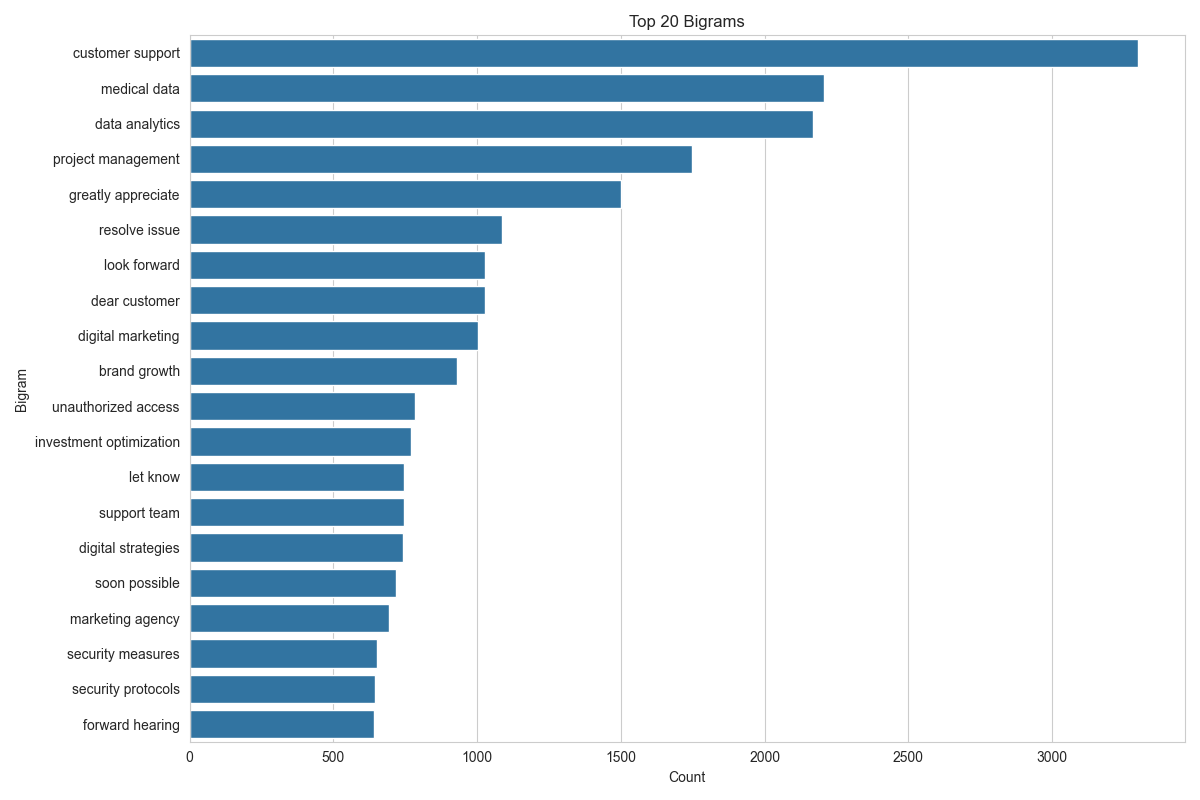 Top 20 Bigrams
customer support
medical data
data analytics
project management
greatly appreciate
resolve issue
look forward
dear customer
digital marketing
brand growth
unauthorized access
investment optimization
let know
support team
digital strategies
soon possible
marketing agency
security measures
security protocols
forward hearing
Bigram
0 500 1000 1500 2000 2500 3000
Count